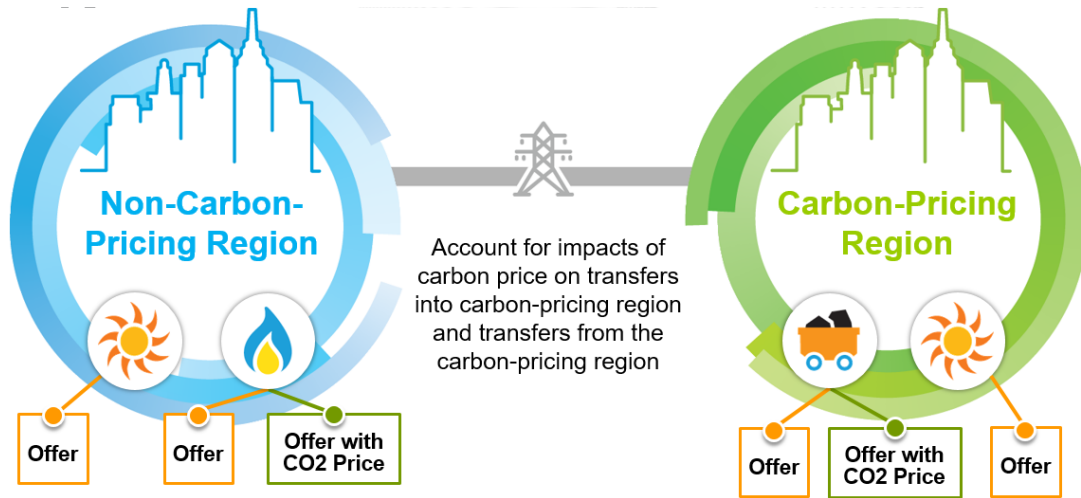 Non-Carbon-
Pricing Region
Account for impacts of
carbon price on transfers
into carbon-pricing region
and transfers from the
carbon-pricing region
Carbon-Pricing
Region
Offer
Offer
Offer with
CO2 Price
Offer
Offer with
CO2 Price
Offer